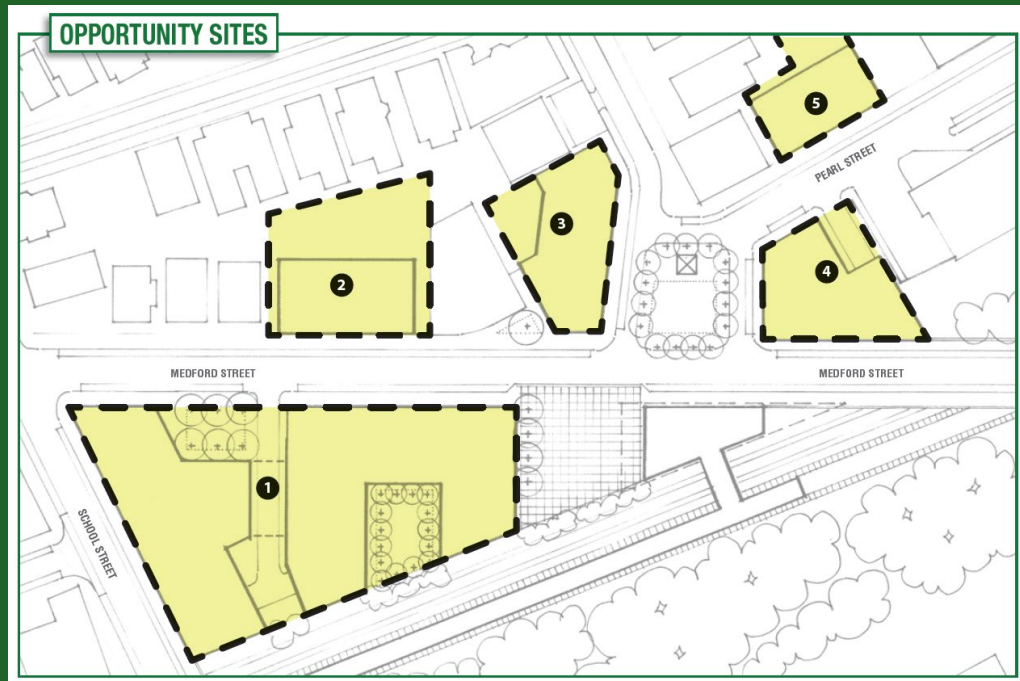 OPPORTUNITY SITES
5
PEARL STREET
3
4
2
MEDFORD STREET
MEDFORD STREET
1
SCHOOL STREET